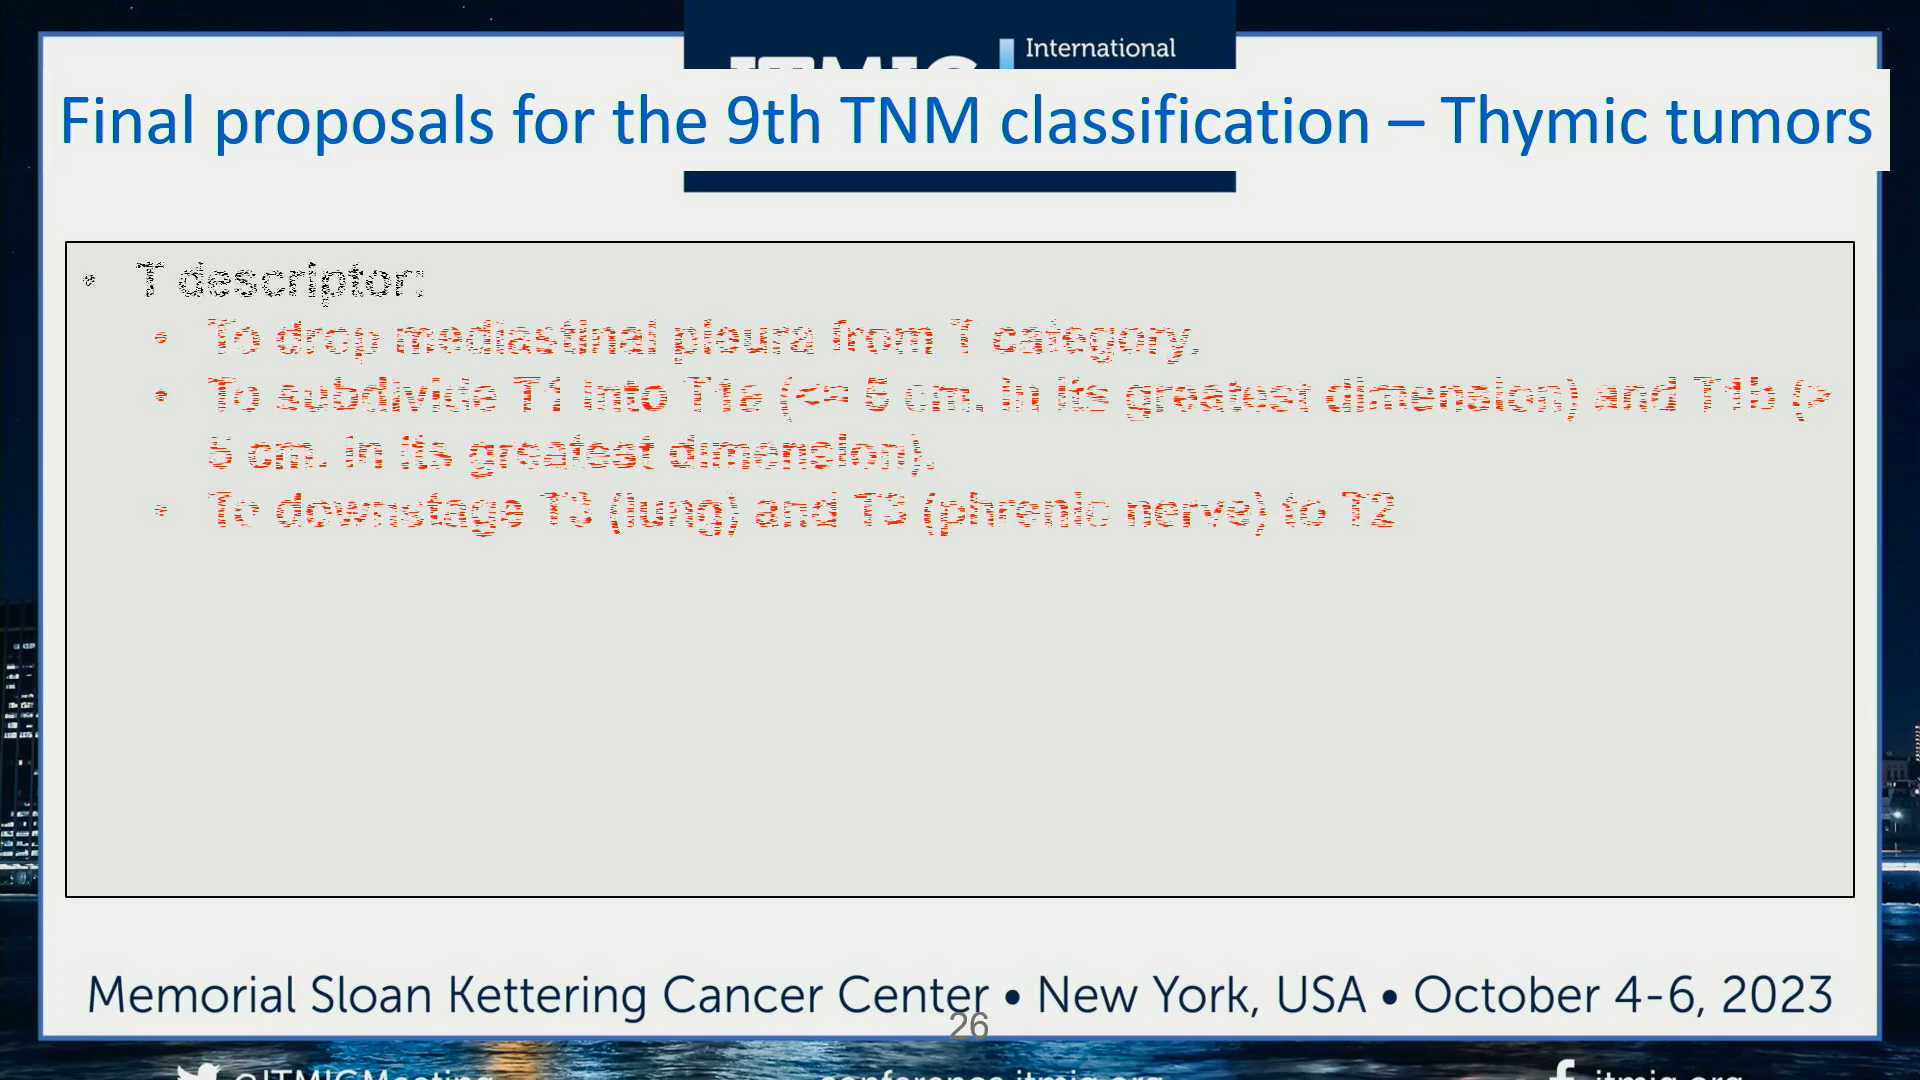 International
Final proposals for the 9th TNM classification – Thymic tumors
• T descriptor:
• To drop mediastinal pleura from T category.
• To subdivide T1 into T1a (<= 5 cm. in its greatest dimension) and T1b (>
5 cm. in its greatest dimension).
• To downstage T3 (lung) and T3 (phrenic nerve) to T2
Memorial Sloan Kettering Cancer Center • New York, USA • October 4-6, 2023
26
@ITMIGMeeting conference.itmig.org itmig.org